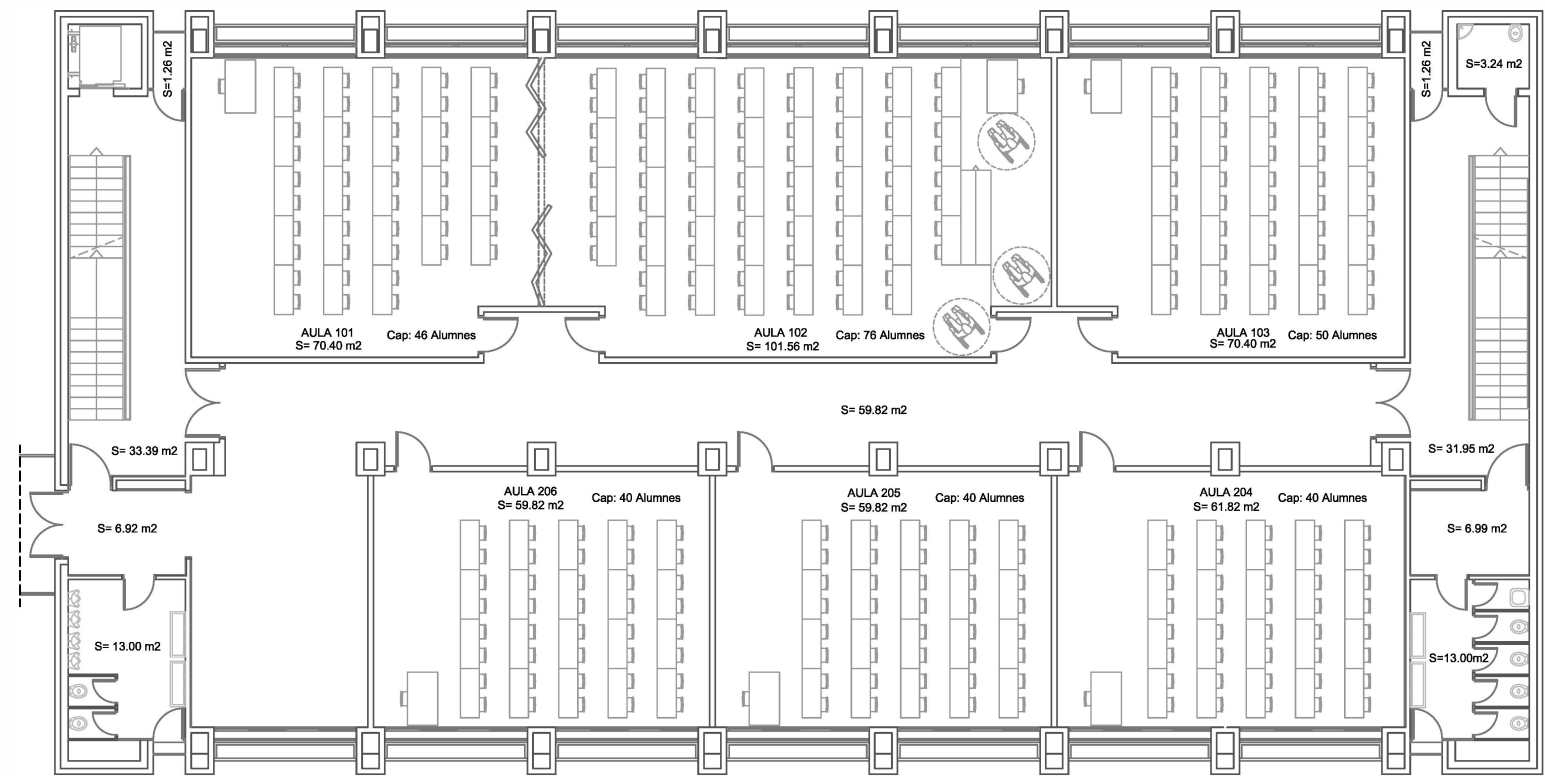 S=1.26 m2
S=1.26 m2
S=3.24 m2
AULA 101
S= 70.40 m2
Cap: 46 Alumnes
AULA 102
S= 101.56 m2
Cap: 76 Alumnes
AULA 103
S= 70.40 m2
Cap: 50 Alumnes
S= 59.82 m2
S= 33.39 m2
S= 31.95 m2
AULA 206
S= 59.82 m2
Cap: 40 Alumnes
AULA 205
S= 59.82 m2
Cap: 40 Alumnes
AULA 204
S= 61.82 m2
Cap: 40 Alumnes
S= 6.92 m2
S= 6.99 m2
S= 13.00 m2
S=13.00m2